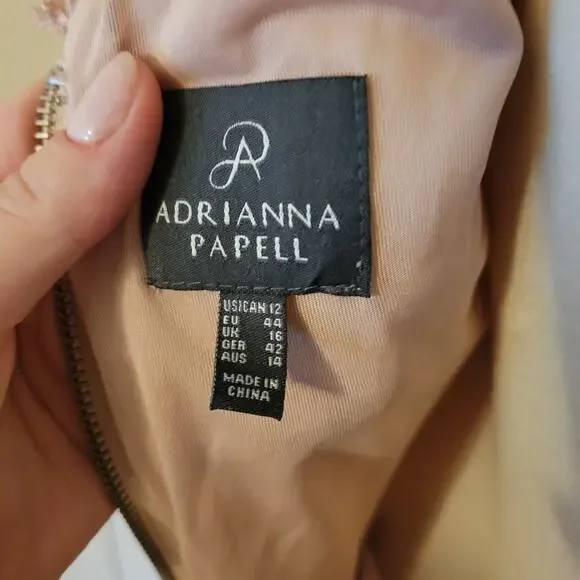 AP
ADRIANNA
PAPELL
US|CAN 12
EU 44
UK 16
GER 42
AUS 14
MADE IN
CHINA